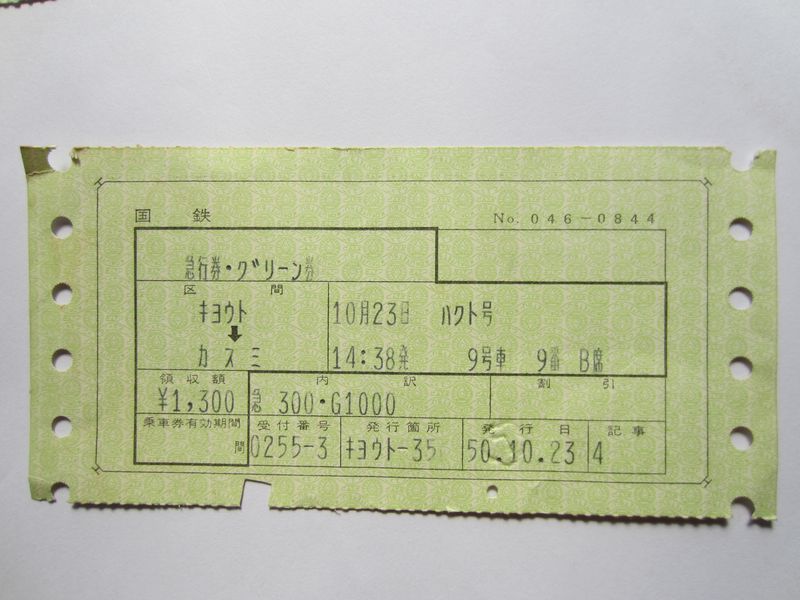 国鉄 No. 046-0844
急行券・グリーン券
区間
キヨウト 10月23日 ハクト号
➡
カスミ 14:38発 9号車 9番 B席
領収額 内訳 割引
¥1,300 急 300・G1000
乗車券有効期間 受付番号 発行箇所 発行日 記事
間 0255-3 キヨウト-35 50.10.23 4